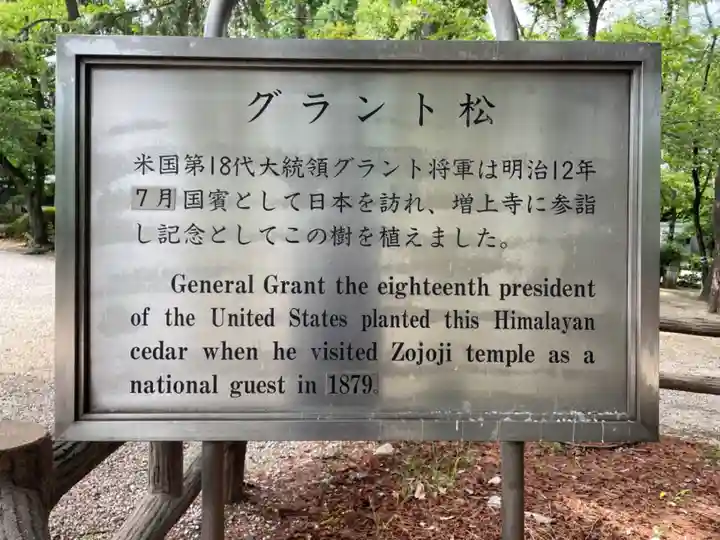 グラント松
米国第18代大統領グラント将軍は明治12年
7月国賓として日本を訪れ、増上寺に参詣
し記念としてこの樹を植えました。
General Grant the eighteenth president
of the United States planted this Himalayan
cedar when he visited Zojoji temple as a
national guest in 1879.